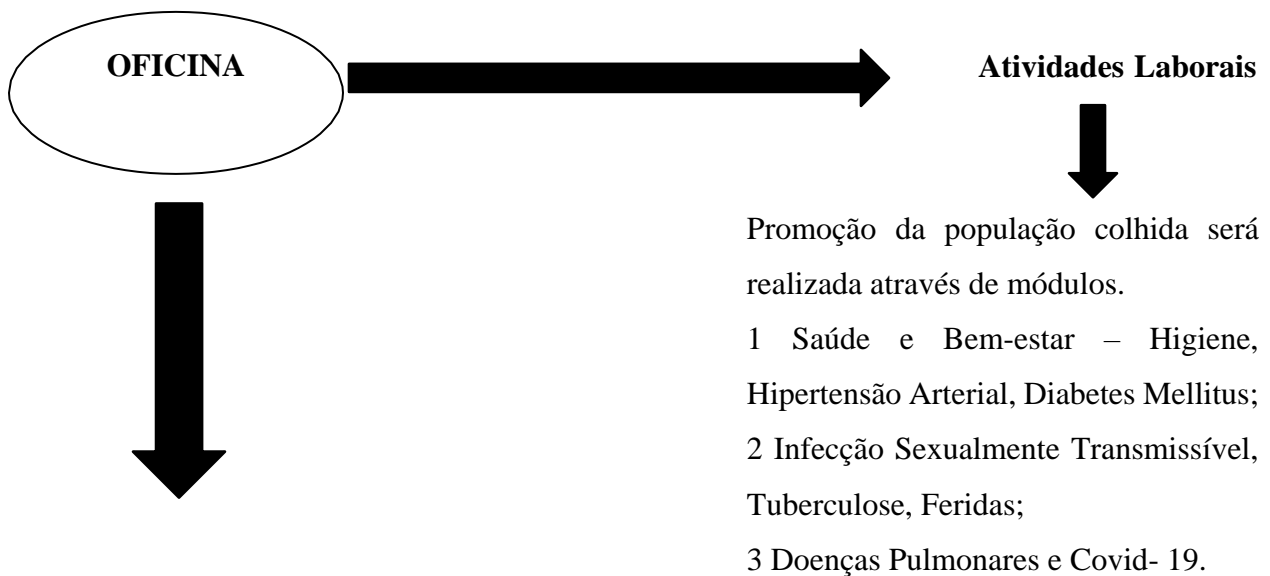 OFICINA
Atividades Laborais
Promoção da população colhida será
realizada através de módulos.
1 Saúde e Bem-estar – Higiene,
Hipertensão Arterial, Diabetes Mellitus;
2 Infecção Sexualmente Transmissível,
Tuberculose, Feridas;
3 Doenças Pulmonares e Covid- 19.